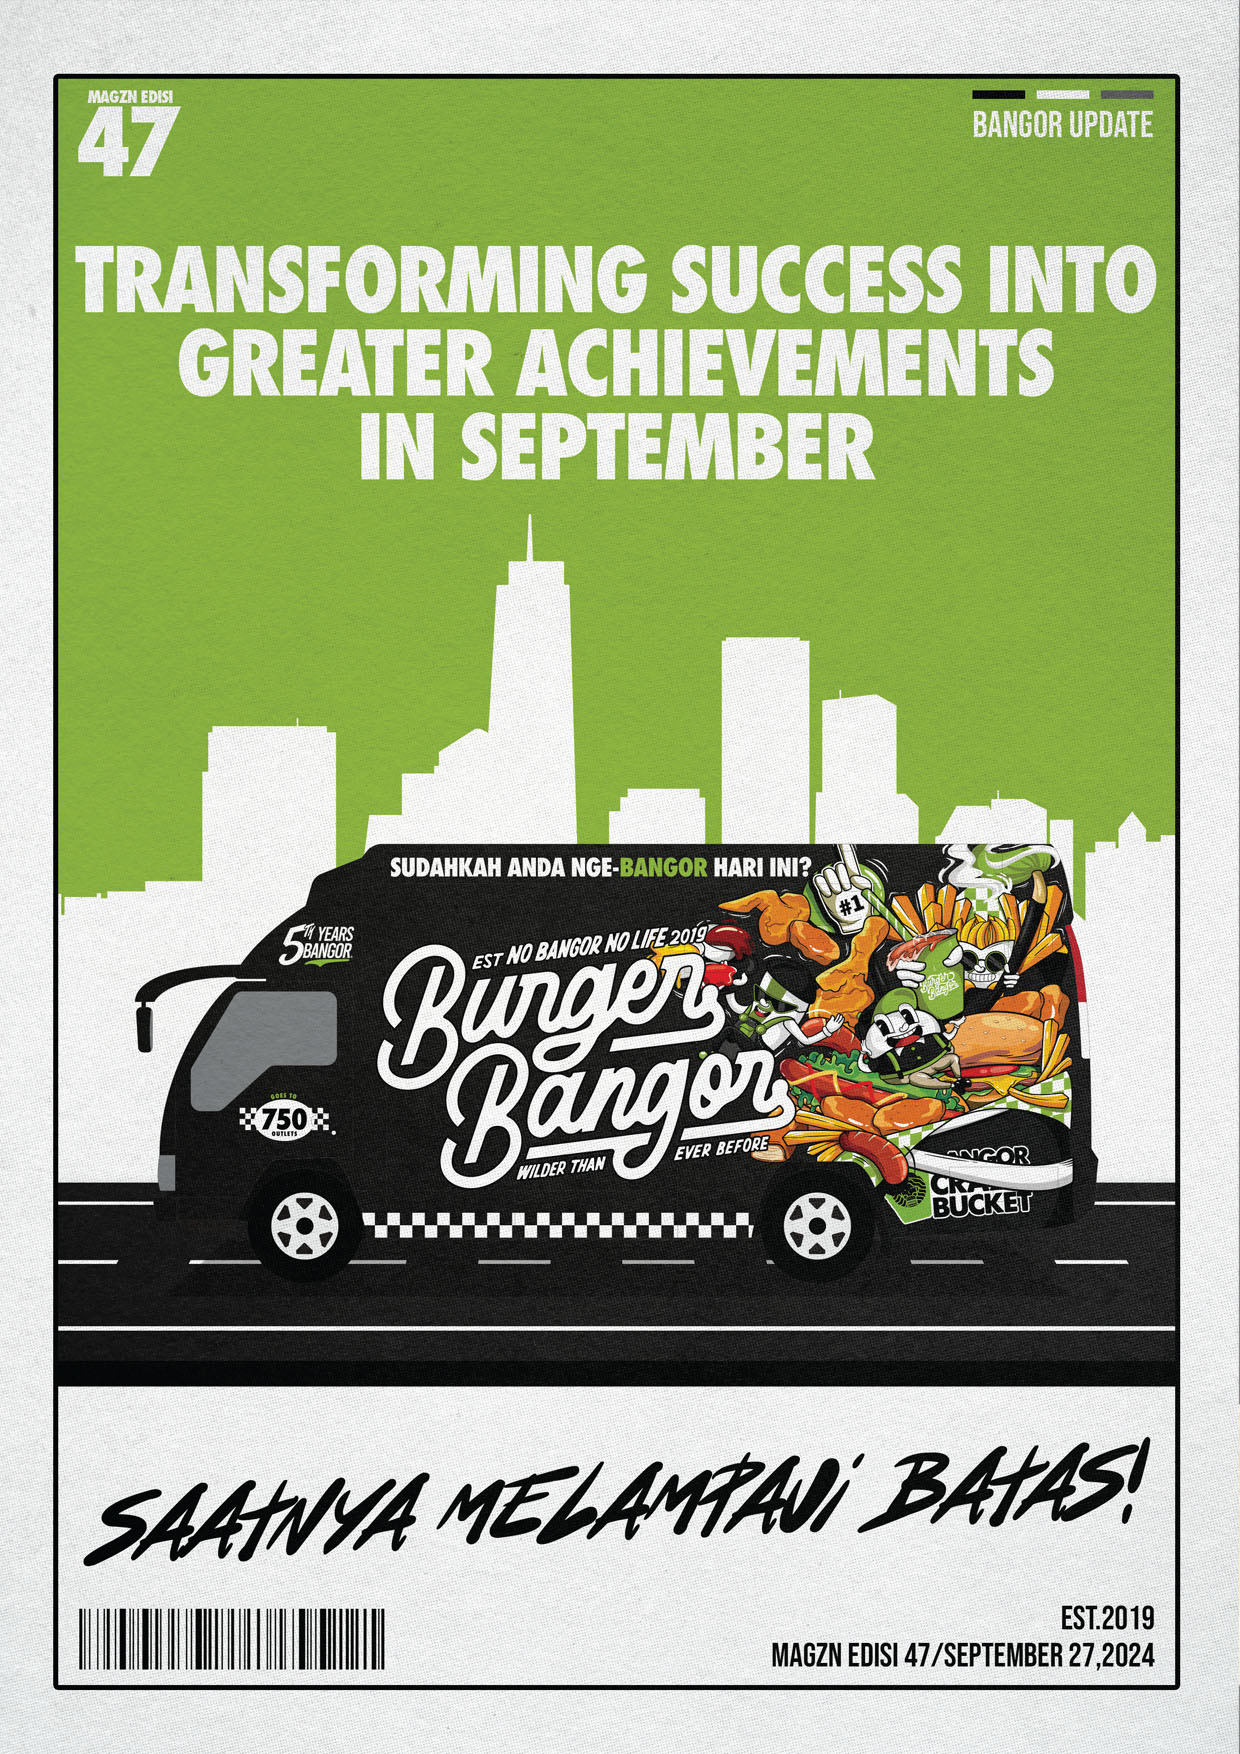 MAGZN EDISI
47
BANGOR UPDATE
TRANSFORMING SUCCESS INTO
GREATER ACHIEVEMENTS
IN SEPTEMBER
SUDAHKAH ANDA NGE-BANGOR HARI INI?
#1
5TH YEARS
BANGOR
EST NO BANGOR NO LIFE 2019
Burger
Bangor
WILDER THAN EVER BEFORE
Burger
Bangor
GOES TO
750
OUTLETS
BUCKET
SAATNYA MELAMPAUi BATAS!
EST.2019
MAGZN EDISI 47/SEPTEMBER 27,2024